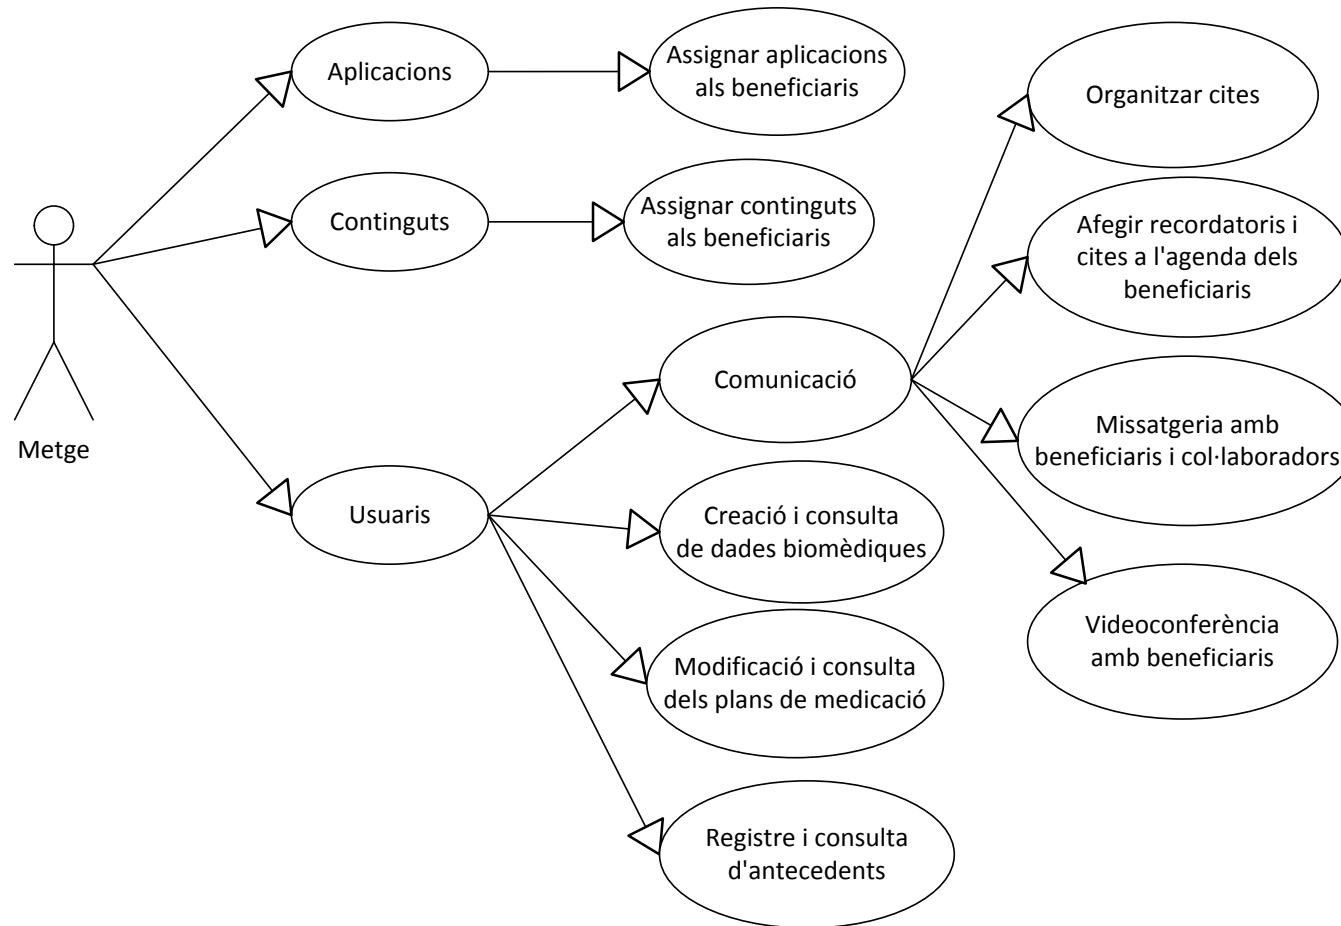 Aplicacions
Assignar aplicacions
als beneficiaris
Organitzar cites
Continguts
Assignar continguts
als beneficiaris
Afegir recordatoris i
cites a l'agenda dels
beneficiaris
Metge
Comunicació
Missatgeria amb
beneficiaris i col·laboradors
Usuaris
Creació i consulta
de dades biomèdiques
Videoconferència
amb beneficiaris
Modificació i consulta
dels plans de medicació
Registre i consulta
d'antecedents